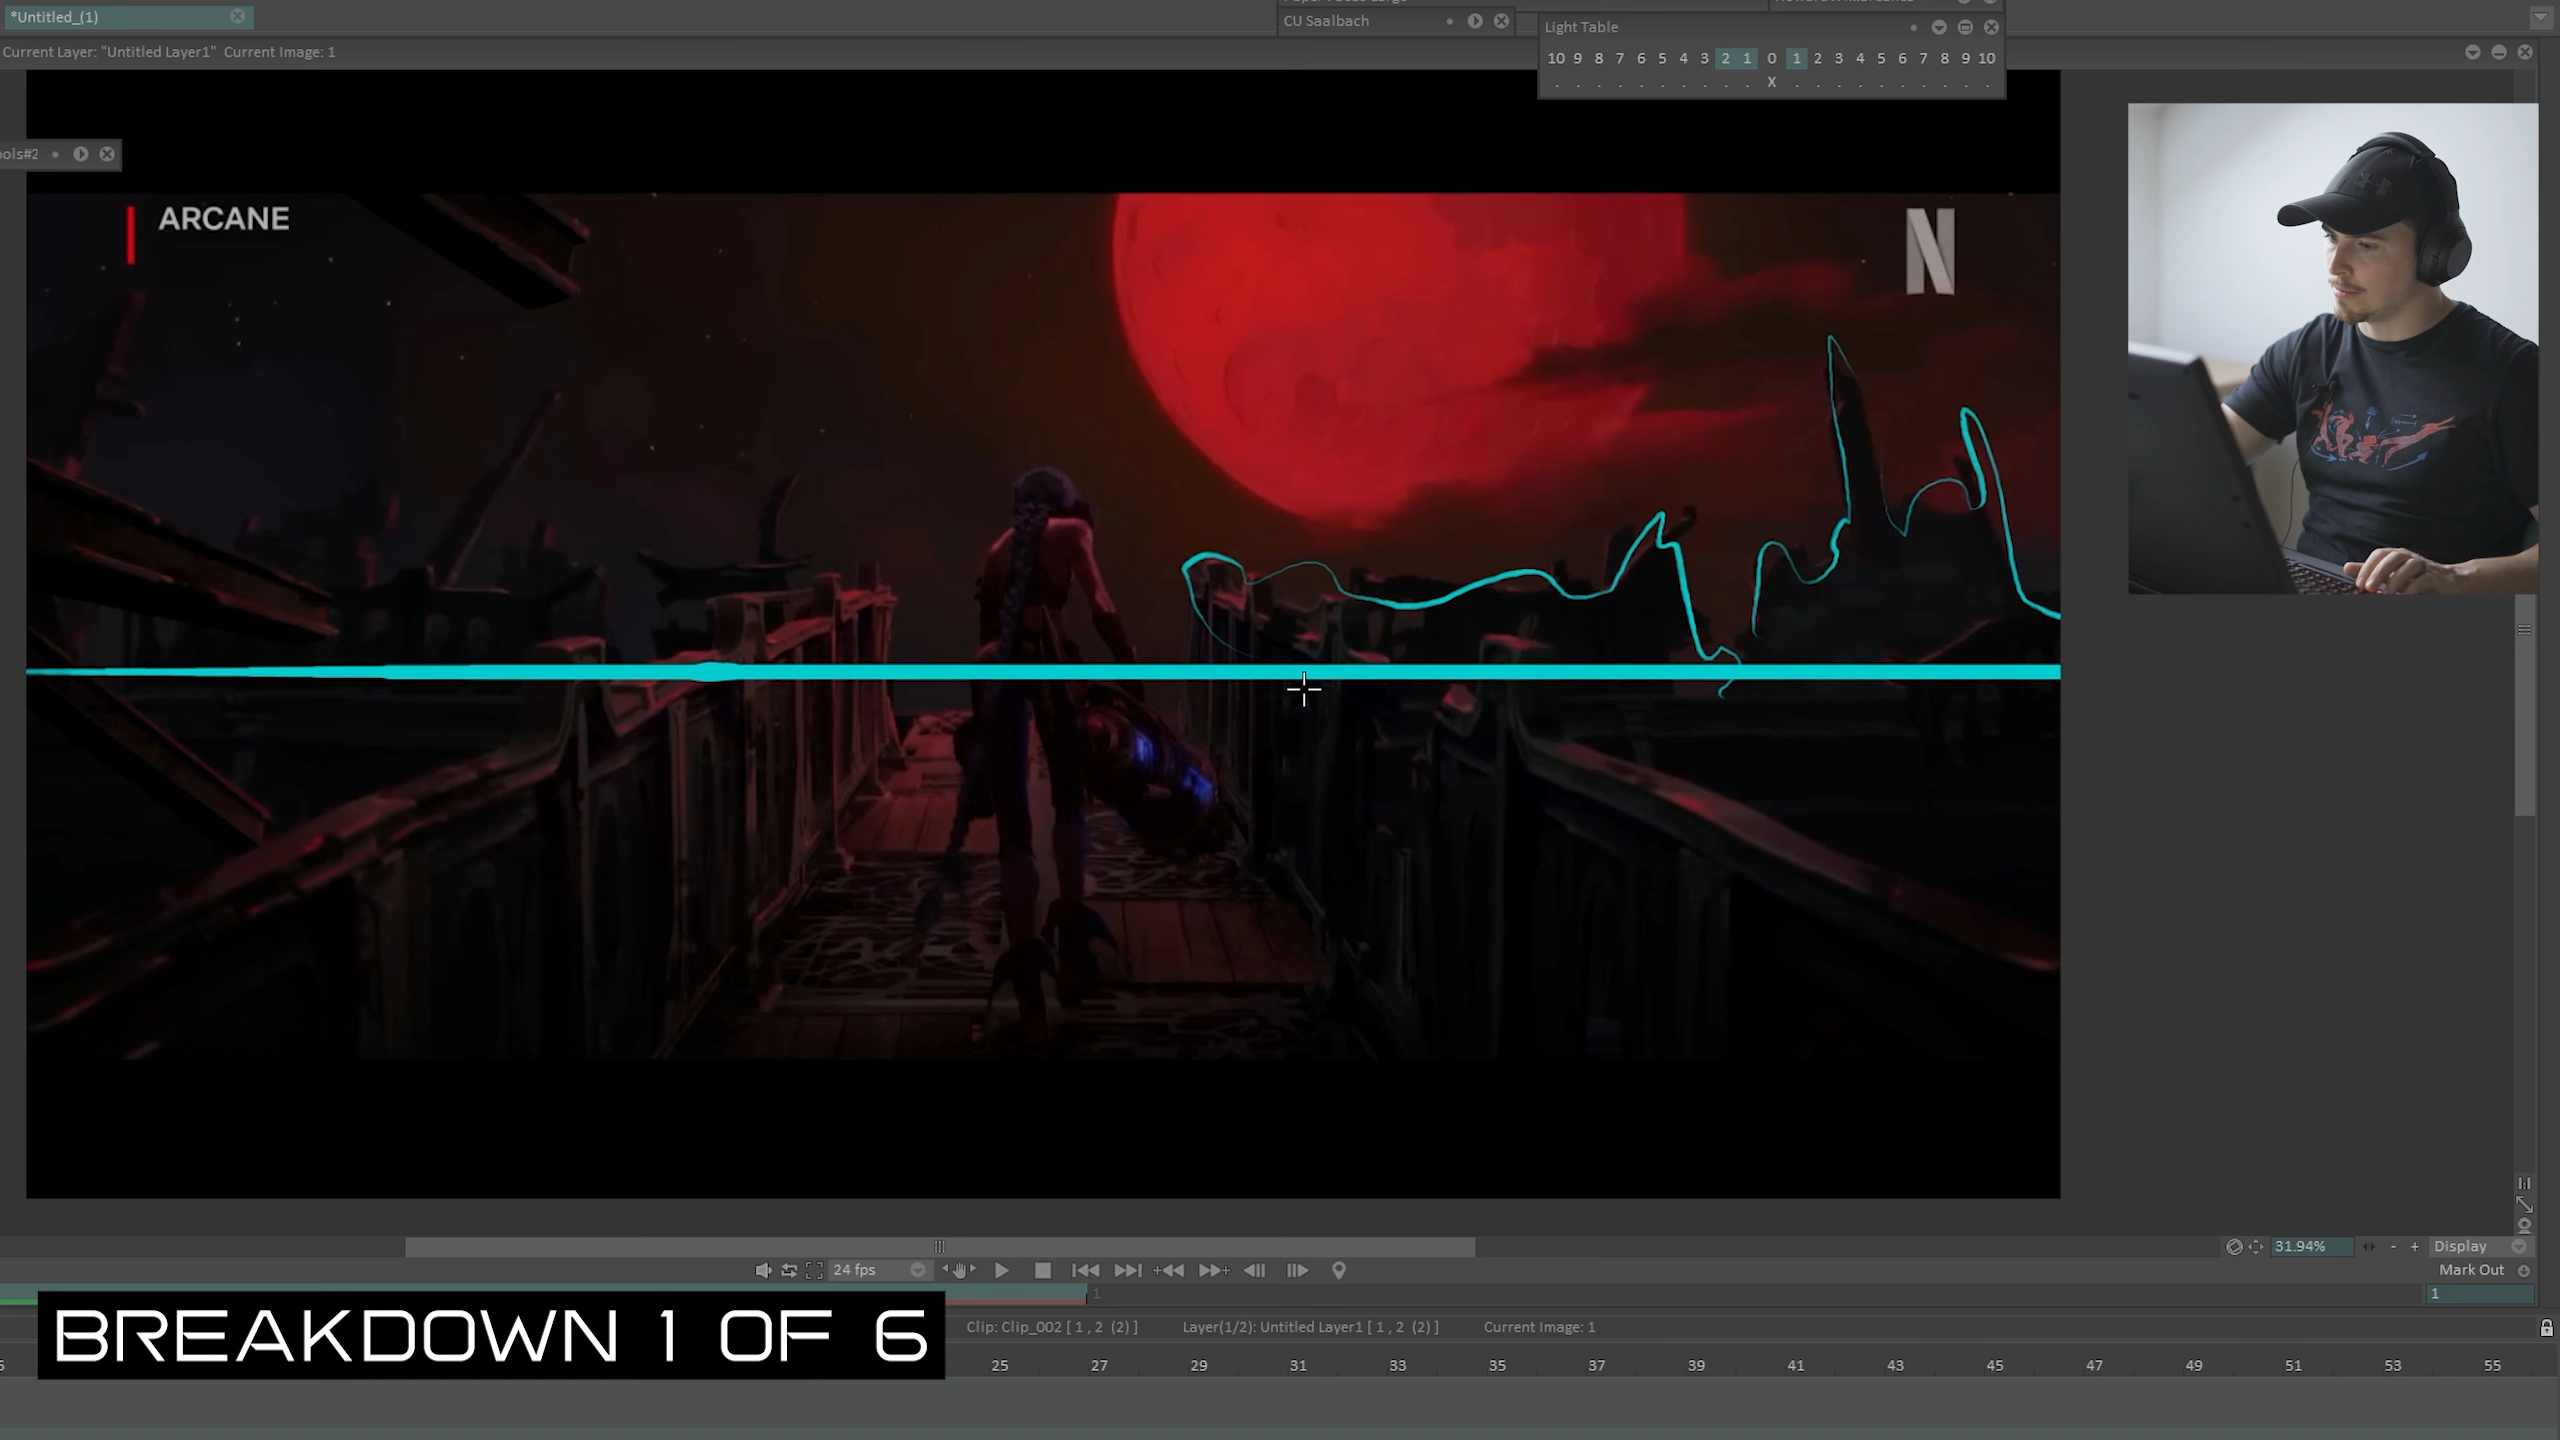 *Untitled_(1)
CU Saalbach
Light Table
Current Layer: "Untitled Layer1" Current Image: 1
10 9 8 7 6 5 4 3 2 1 0 1 2 3 4 5 6 7 8 9 10
X
ools#2
ARCANE
N
31.94%
- +
Display
24 fps
Mark Out
1
1
BREAKDOWN 1 OF 6
Clip: Clip_002 [ 1 , 2 (2) ]
Layer(1/2): Untitled Layer1 [ 1 , 2 (2) ]
Current Image: 1
25 27 29 31 33 35 37 39 41 43 45 47 49 51 53 55